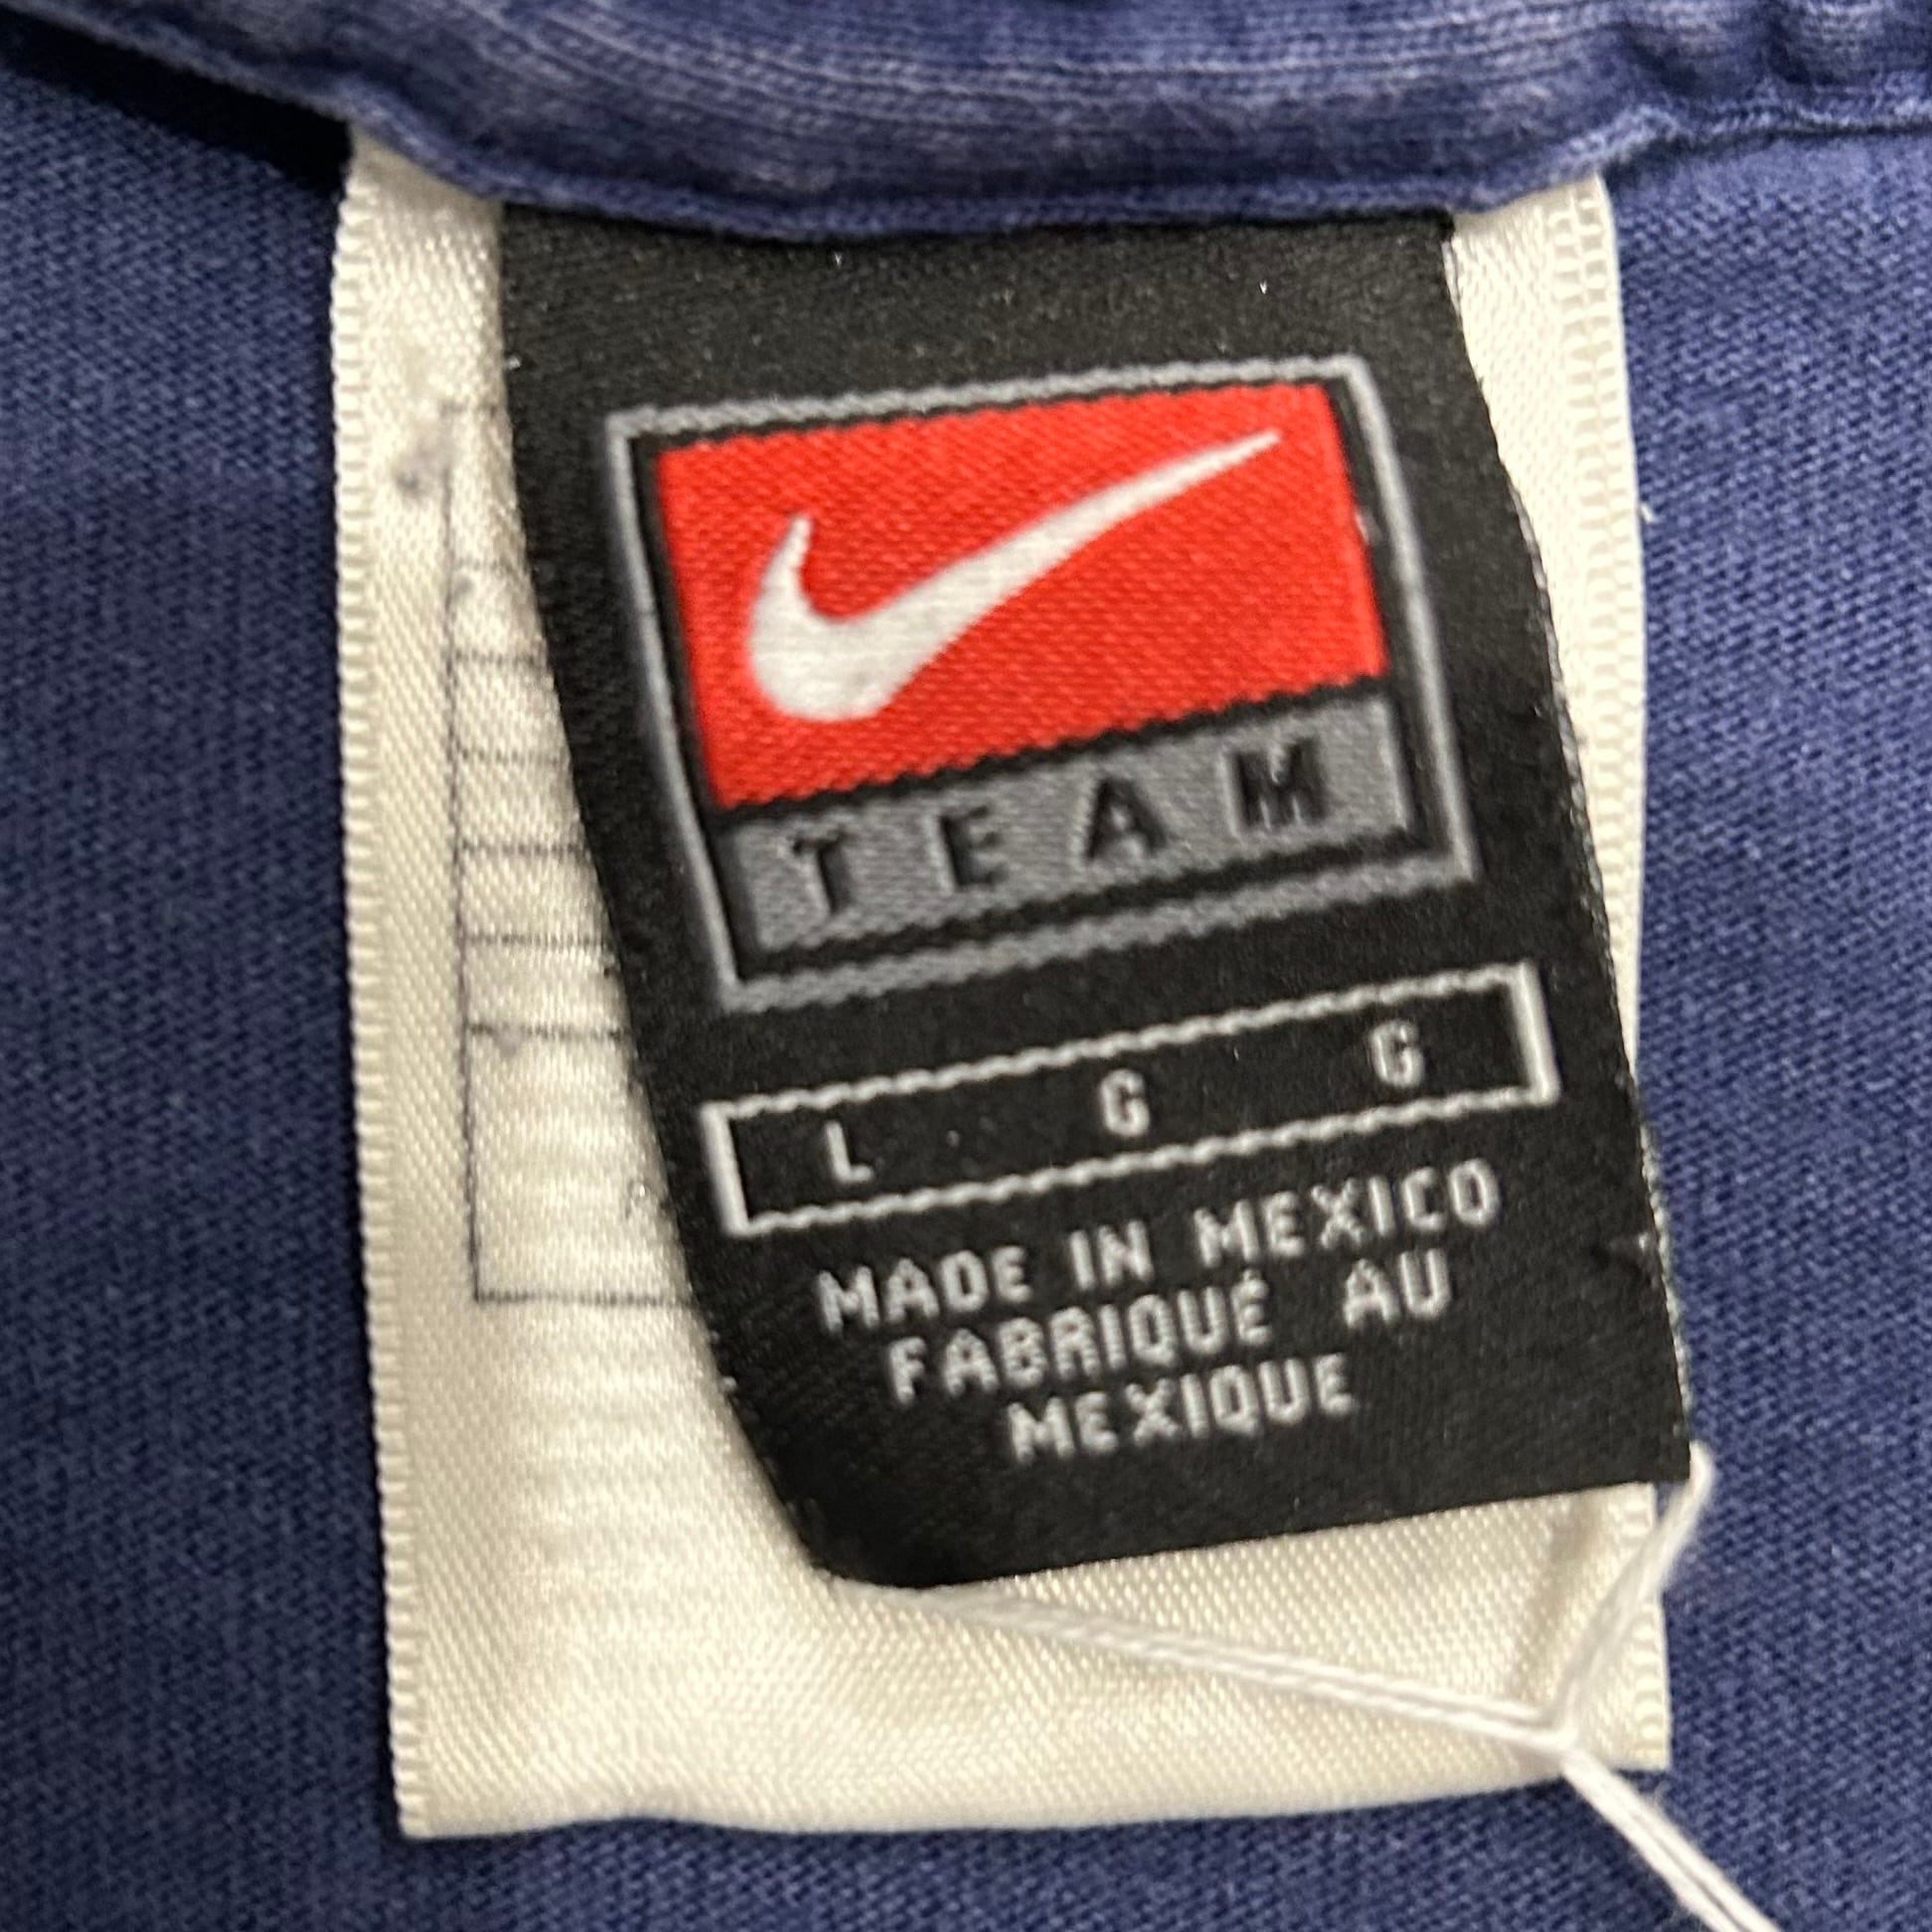 TEAM
L G G
MADE IN MEXICO
FABRIQUÉ AU
MEXIQUE